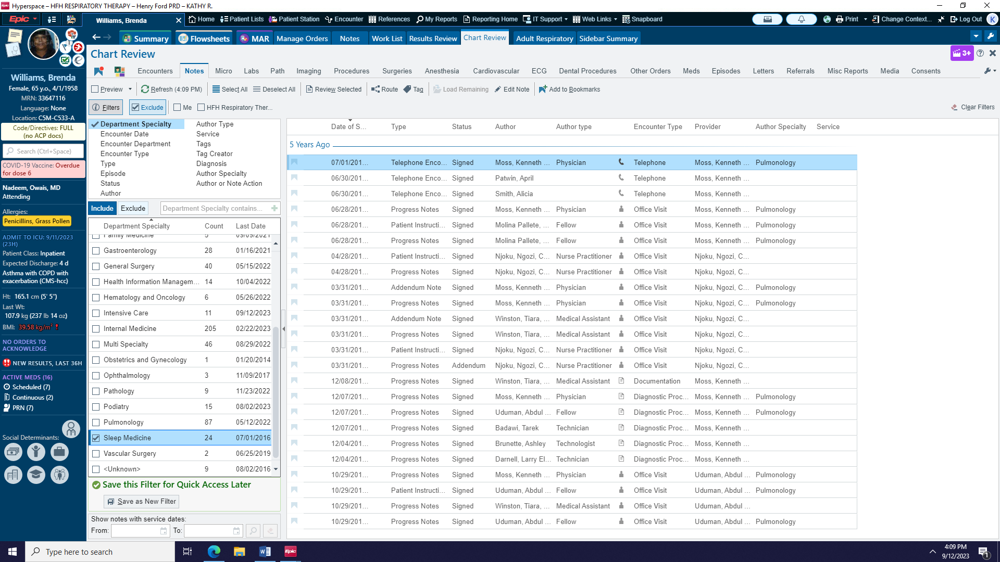 Hyperspace – HFH RESPIRATORY THERAPY – Henry Ford PRD – KATHY R.
Epic
Williams, Brenda
Home Patient Lists Patient Station Encounter References My Reports Reporting Home IT Support Web Links Snapboard Print Change Context... Log Out K
Summary Flowsheets MAR Manage Orders Notes Work List Results Review Chart Review Adult Respiratory Sidebar Summary
Chart Review
3+
Encounters Notes Micro Labs Path Imaging Procedures Surgeries Anesthesia Cardiovascular ECG Dental Procedures Other Orders Meds Episodes Letters Referrals Misc Reports Media Consents
Preview Refresh (4:09 PM) Select All Deselect All Review Selected Route Tag Load Remaining Edit Note Add to Bookmarks
Filters Exclude Me HFH Respiratory Ther... Clear Filters
Williams, Brenda
Female, 65 y.o., 4/1/1958
MRN: 33647116
Language: None
Location: C5M-C533-A
Code/Directives: FULL
(no ACP docs)
Search (Ctrl+Space)
COVID-19 Vaccine: Overdue
for dose 6
Nadeem, Owais, MD
Attending
Allergies:
Penicillins, Grass Pollen
ADMIT TO ICU: 9/11/2023
(23H)
Patient Class: Inpatient
Expected Discharge: 4 d
Asthma with COPD with
exacerbation (CMS-hcc)
Ht: 165.1 cm (5' 5")
Last Wt:
107.9 kg (237 lb 14 oz)
BMI: 39.58 kg/m² !
NO ORDERS TO
ACKNOWLEDGE
NEW RESULTS, LAST 36H
ACTIVE MEDS (16)
Scheduled (7)
Continuous (2)
PRN (7)
Social Determinants:
Department Specialty Author Type
Encounter Date Service
Encounter Department Tags
Encounter Type Tag Creator
Type Diagnosis
Episode Author Specialty
Status Author or Note Action
Author
Include Exclude Department Specialty contains...
Department Specialty Count Last Date
Family Medicine 5 09/09/2021
Gastroenterology 28 01/16/2021
General Surgery 40 05/15/2022
Health Information Managem... 14 10/04/2022
Hematology and Oncology 6 05/26/2022
Intensive Care 11 09/12/2023
Internal Medicine 205 02/22/2023
Multi Specialty 46 08/29/2022
Obstetrics and Gynecology 1 01/20/2014
Ophthalmology 3 11/09/2017
Pathology 9 11/23/2022
Podiatry 15 08/02/2023
Pulmonology 87 05/12/2022
Sleep Medicine 24 07/01/2016
Vascular Surgery 2 06/25/2019
<Unknown> 9 08/02/2016
Save this Filter for Quick Access Later
Save as New Filter
Show notes with service dates:
From: To:
Date of S... Type Status Author Author type Encounter Type Provider Author Specialty Service
5 Years Ago
07/01/201... Telephone Enco... Signed Moss, Kenneth ... Physician Telephone Moss, Kenneth ... Pulmonology
06/30/201... Telephone Enco... Signed Patwin, April Telephone Moss, Kenneth ...
06/30/201... Telephone Enco... Signed Smith, Alicia Telephone Moss, Kenneth ...
06/28/201... Progress Notes Signed Moss, Kenneth ... Physician Office Visit Moss, Kenneth ... Pulmonology
06/28/201... Patient Instructi... Signed Molina Pallete, ... Fellow Office Visit Moss, Kenneth ... Pulmonology
06/28/201... Progress Notes Signed Molina Pallete, ... Fellow Office Visit Moss, Kenneth ... Pulmonology
04/28/201... Patient Instructi... Signed Njoku, Ngozi, C... Nurse Practitioner Office Visit Njoku, Ngozi, C...
04/28/201... Progress Notes Signed Njoku, Ngozi, C... Nurse Practitioner Office Visit Njoku, Ngozi, C...
03/31/201... Addendum Note Signed Moss, Kenneth ... Physician Office Visit Njoku, Ngozi, C... Pulmonology
03/31/201... Progress Notes Signed Moss, Kenneth ... Physician Office Visit Njoku, Ngozi, C... Pulmonology
03/31/201... Addendum Note Signed Winston, Tiara, ... Medical Assistant Office Visit Njoku, Ngozi, C...
03/31/201... Progress Notes Signed Winston, Tiara, ... Medical Assistant Office Visit Njoku, Ngozi, C...
03/31/201... Patient Instructi... Signed Njoku, Ngozi, C... Nurse Practitioner Office Visit Njoku, Ngozi, C...
03/31/201... Progress Notes Addendum Njoku, Ngozi, C... Nurse Practitioner Office Visit Njoku, Ngozi, C...
12/08/201... Progress Notes Signed Winston, Tiara, ... Medical Assistant Documentation Moss, Kenneth ...
12/07/201... Progress Notes Signed Moss, Kenneth ... Physician Diagnostic Proc... Moss, Kenneth ... Pulmonology
12/07/201... Progress Notes Signed Uduman, Abdul ... Fellow Diagnostic Proc... Moss, Kenneth ... Pulmonology
12/07/201... Progress Notes Signed Badawi, Tarek Technician Diagnostic Proc... Moss, Kenneth ...
12/04/201... Progress Notes Signed Brunette, Ashley Technologist Diagnostic Proc... Moss, Kenneth ...
12/04/201... Progress Notes Signed Darnell, Larry El... Technician Diagnostic Proc... Moss, Kenneth ...
10/29/201... Progress Notes Signed Moss, Kenneth ... Physician Office Visit Uduman, Abdul ... Pulmonology
10/29/201... Patient Instructi... Signed Uduman, Abdul ... Fellow Office Visit Uduman, Abdul ... Pulmonology
10/29/201... Progress Notes Signed Winston, Tiara, ... Medical Assistant Office Visit Uduman, Abdul ...
10/29/201... Progress Notes Signed Uduman, Abdul ... Fellow Office Visit Uduman, Abdul ... Pulmonology
Type here to search
Epic
4:09 PM
9/12/2023
1